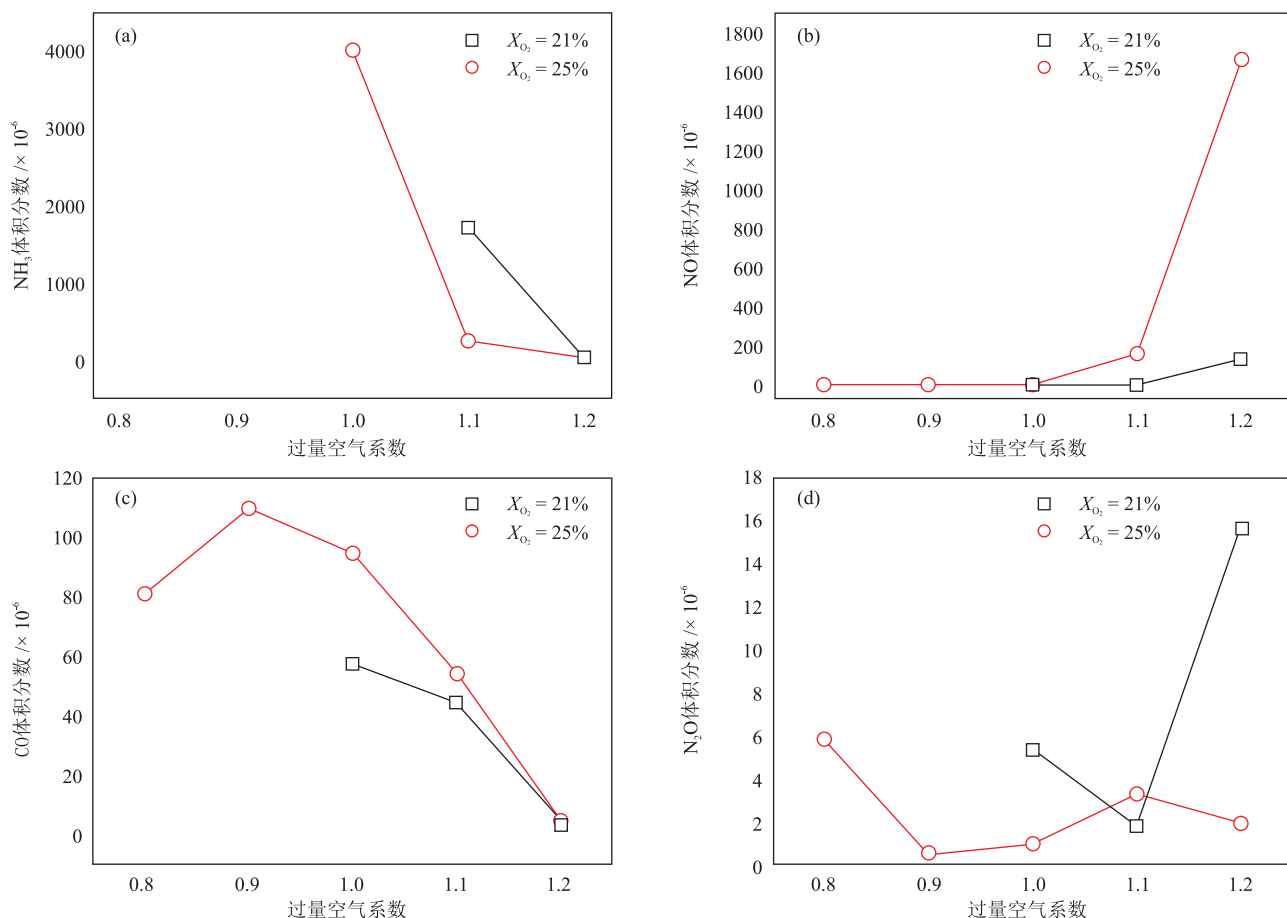 (a)
X_O₂ = 21%
X_O₂ = 25%
4000
3000
2000
1000
0
NH₃体积分数 /× 10⁻⁶
0.8 0.9 1.0 1.1 1.2
过量空气系数
(b)
X_O₂ = 21%
X_O₂ = 25%
1800
1600
1400
1200
1000
800
600
400
200
0
NO体积分数 /× 10⁻⁶
0.8 0.9 1.0 1.1 1.2
过量空气系数
(c)
X_O₂ = 21%
X_O₂ = 25%
120
100
80
60
40
20
0
CO体积分数 /× 10⁻⁶
0.8 0.9 1.0 1.1 1.2
过量空气系数
(d)
X_O₂ = 21%
X_O₂ = 25%
18
16
14
12
10
8
6
4
2
0
N₂O体积分数 /× 10⁻⁶
0.8 0.9 1.0 1.1 1.2
过量空气系数